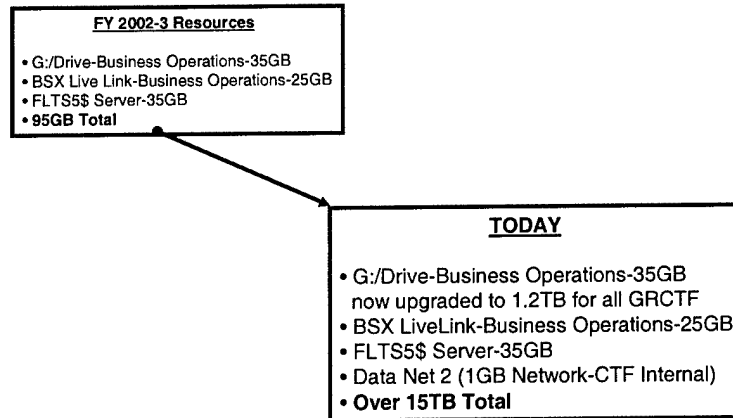 FY 2002-3 Resources
• G:/Drive-Business Operations-35GB
• BSX Live Link-Business Operations-25GB
• FLTS5$ Server-35GB
• 95GB Total
TODAY
• G:/Drive-Business Operations-35GB
now upgraded to 1.2TB for all GRCTF
• BSX LiveLink-Business Operations-25GB
• FLTS5$ Server-35GB
• Data Net 2 (1GB Network-CTF Internal)
• Over 15TB Total